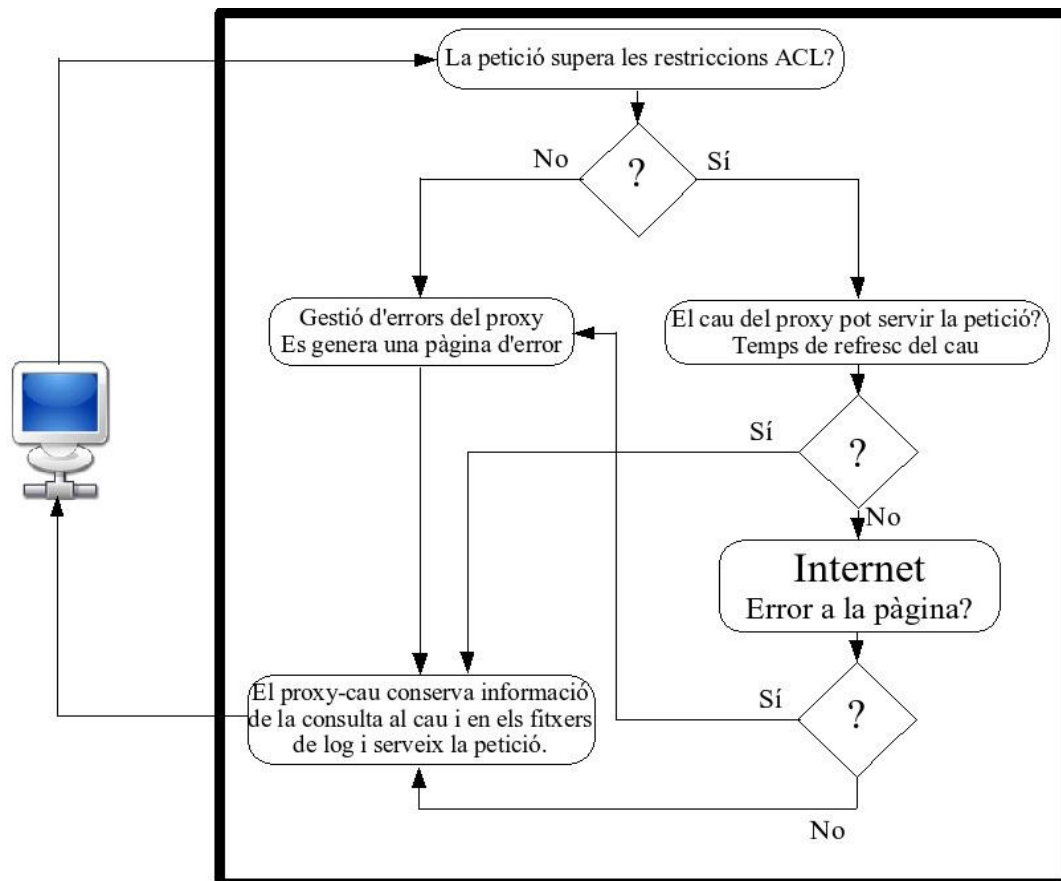 La petició supera les restriccions ACL?
No
Sí
?
Gestió d'errors del proxy
Es genera una pàgina d'error
El cau del proxy pot servir la petició?
Temps de refresc del cau
Sí
?
No
Internet
Error a la pàgina?
El proxy-cau conserva informació
de la consulta al cau i en els fitxers
de log i serveix la petició.
Sí
?
No